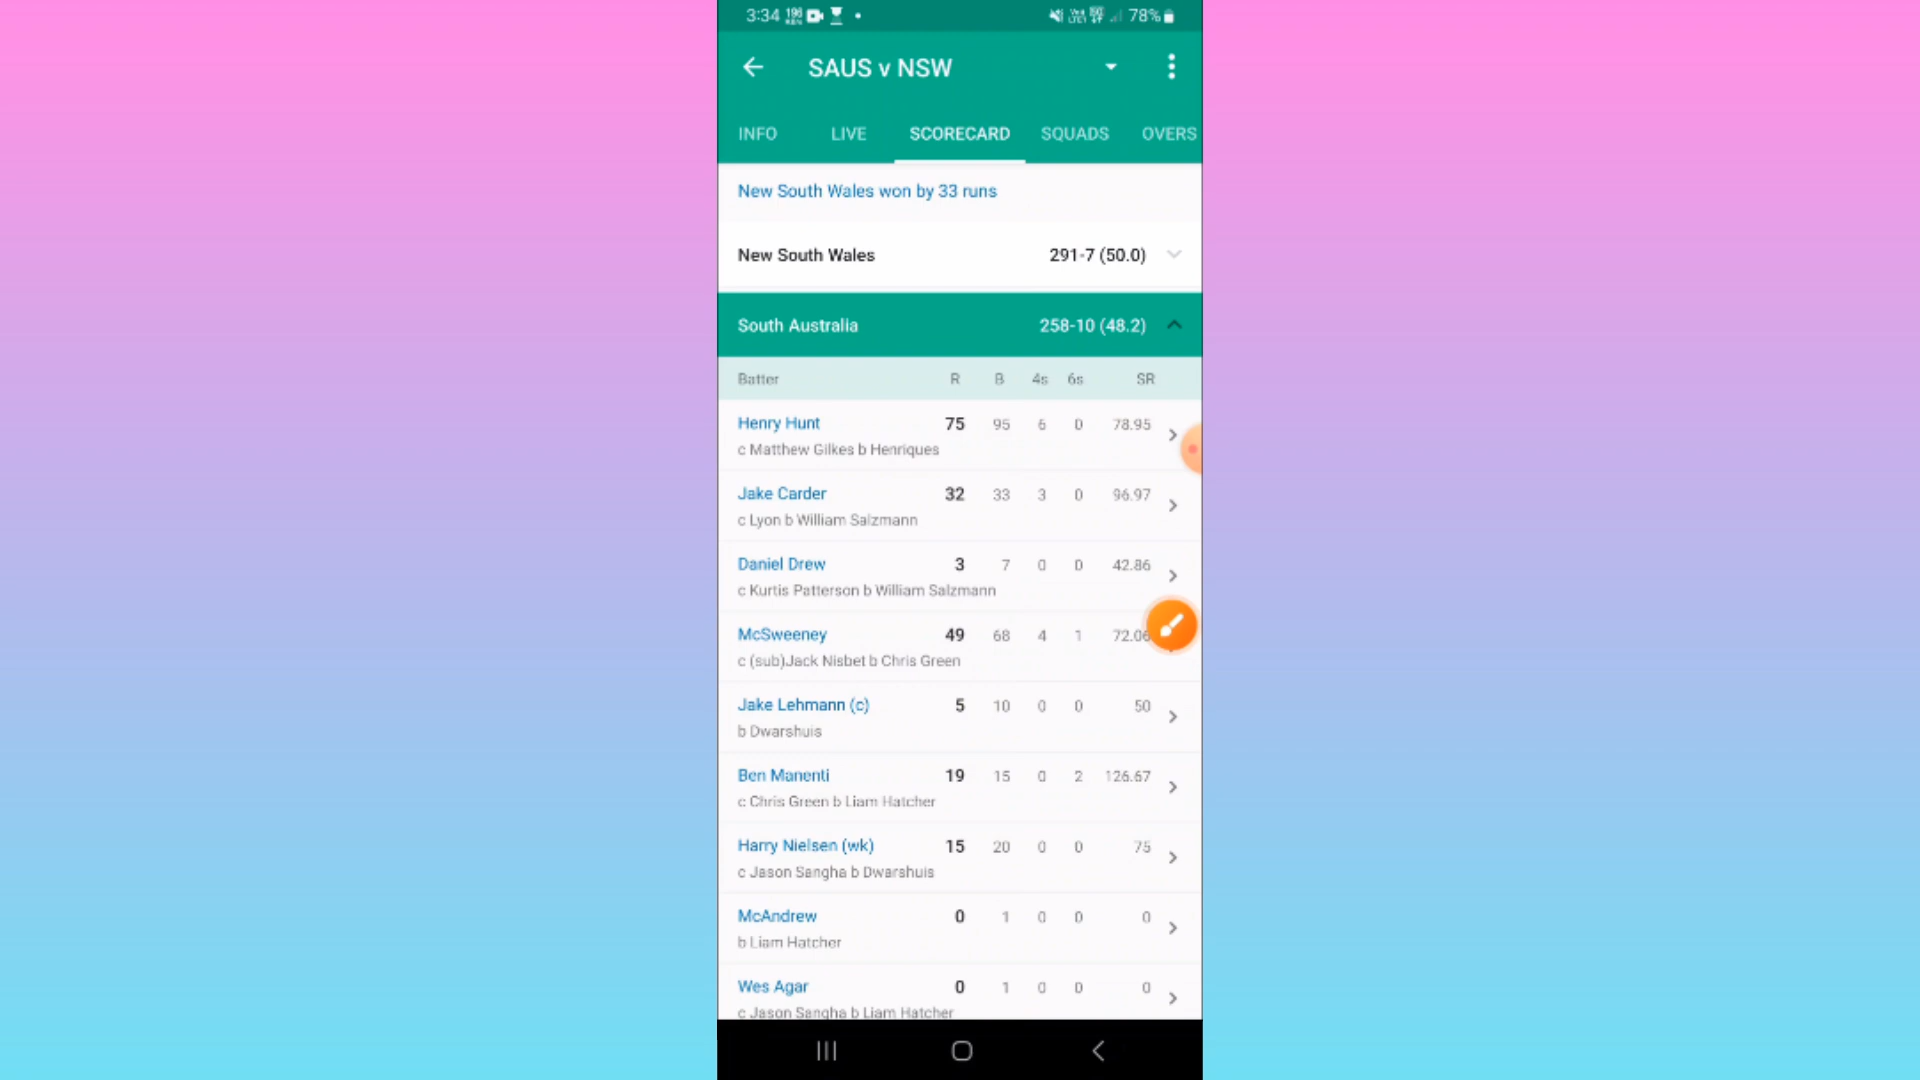 3:34 78%
SAUS v NSW
INFO LIVE SCORECARD SQUADS OVERS
New South Wales won by 33 runs
New South Wales 291-7 (50.0)
South Australia 258-10 (48.2)
Batter R B 4s 6s SR
Henry Hunt 75 95 6 0 78.95
c Matthew Gilkes b Henriques
Jake Carder 32 33 3 0 96.97
c Lyon b William Salzmann
Daniel Drew 3 7 0 0 42.86
c Kurtis Patterson b William Salzmann
McSweeney 49 68 4 1 72.06
c (sub)Jack Nisbet b Chris Green
Jake Lehmann (c) 5 10 0 0 50
b Dwarshuis
Ben Manenti 19 15 0 2 126.67
c Chris Green b Liam Hatcher
Harry Nielsen (wk) 15 20 0 0 75
c Jason Sangha b Dwarshuis
McAndrew 0 1 0 0 0
b Liam Hatcher
Wes Agar 0 1 0 0 0
c Jason Sangha b Liam Hatcher